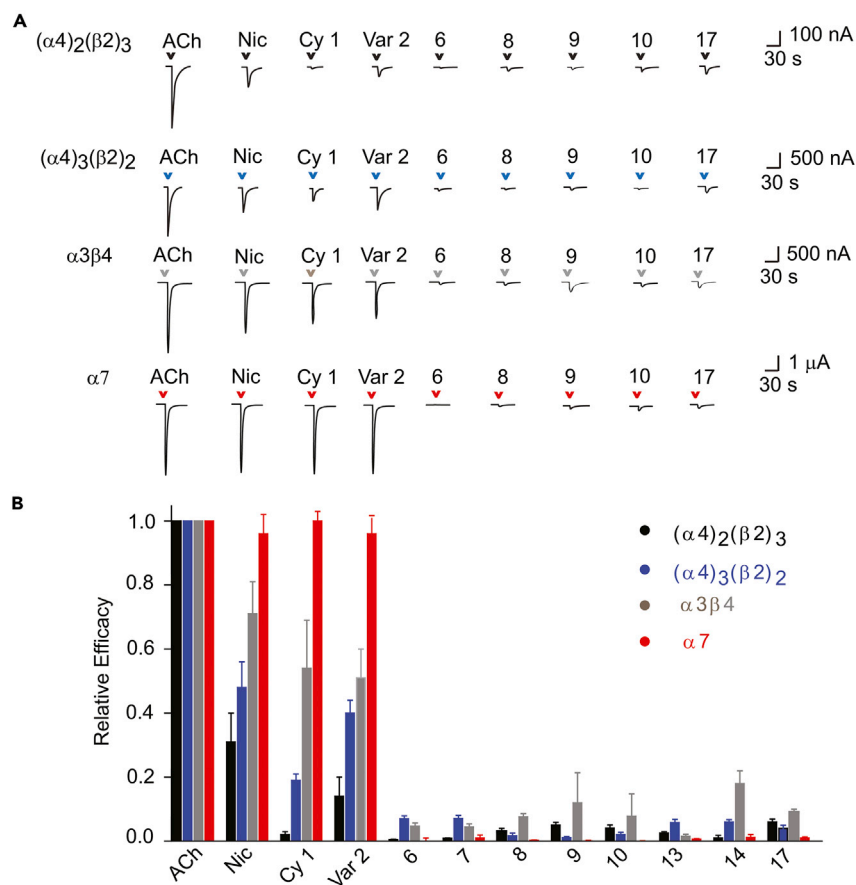 A
(α4)2(β2)3 ACh Nic Cy 1 Var 2 6 8 9 10 17 100 nA
30 s
(α4)3(β2)2 ACh Nic Cy 1 Var 2 6 8 9 10 17 500 nA
30 s
α3β4 ACh Nic Cy 1 Var 2 6 8 9 10 17 500 nA
30 s
α7 ACh Nic Cy 1 Var 2 6 8 9 10 17 1 μA
30 s
B
Relative Efficacy
1.0
0.8
0.6
0.4
0.2
0.0
(α4)2(β2)3
(α4)3(β2)2
α3β4
α7
ACh Nic Cy 1 Var 2 6 7 8 9 10 13 14 17